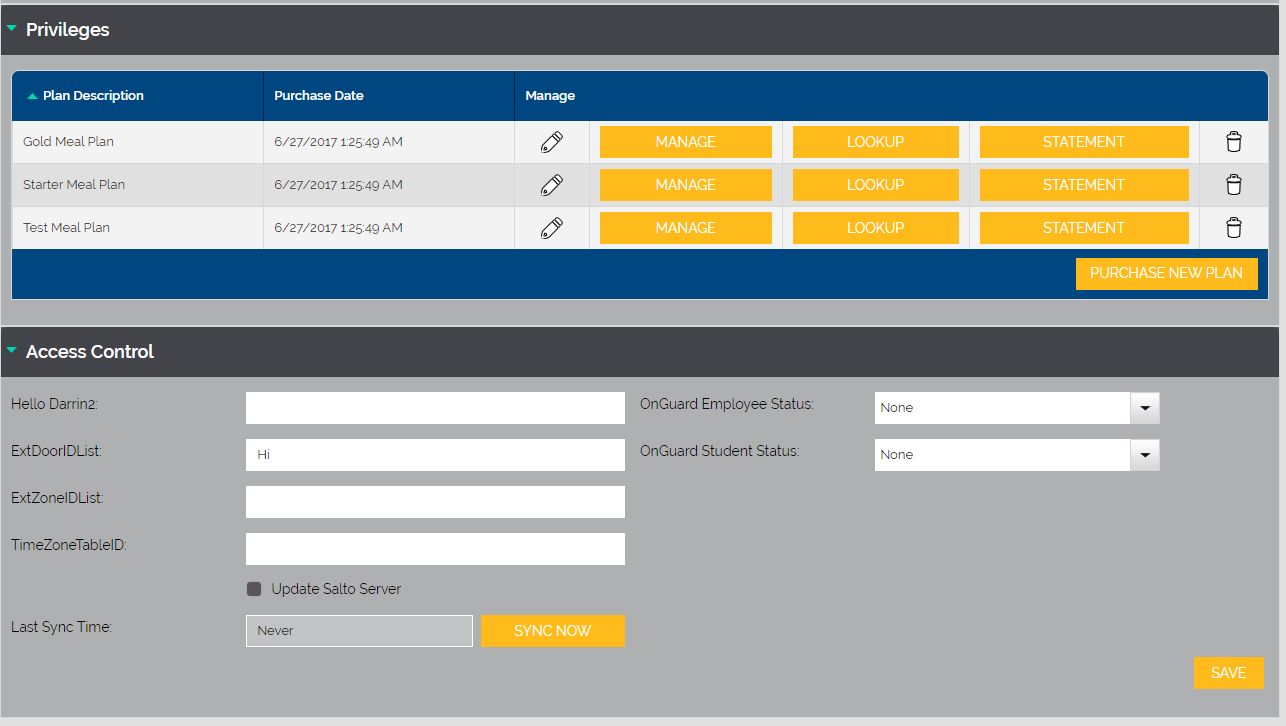 Privileges
Plan Description Purchase Date Manage
Gold Meal Plan 6/27/2017 1:25:49 AM MANAGE LOOKUP STATEMENT
Starter Meal Plan 6/27/2017 1:25:49 AM MANAGE LOOKUP STATEMENT
Test Meal Plan 6/27/2017 1:25:49 AM MANAGE LOOKUP STATEMENT
PURCHASE NEW PLAN
Access Control
Hello Darrin2: OnGuard Employee Status: None
ExtDoorIDList: Hi OnGuard Student Status: None
ExtZoneIDList:
TimeZoneTableID:
Update Salto Server
Last Sync Time: Never SYNC NOW
SAVE